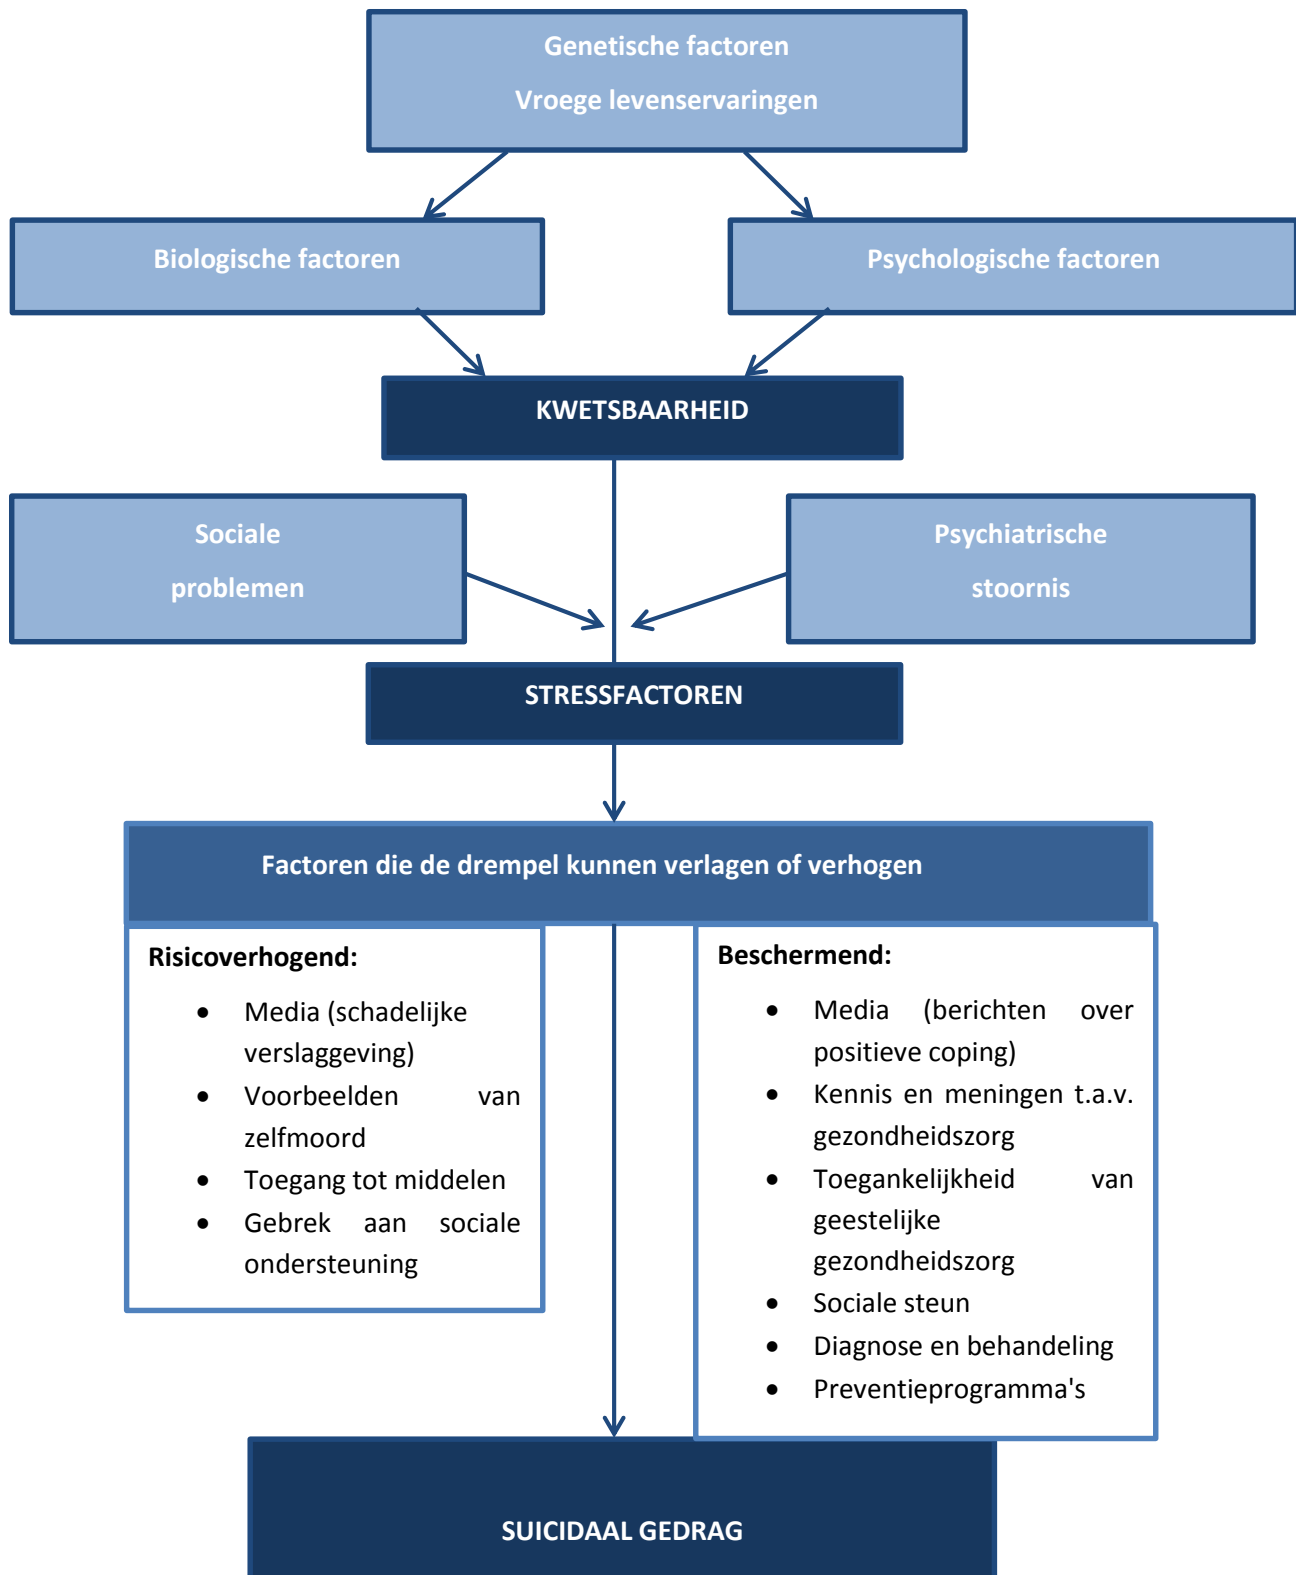 Genetische factoren
Vroege levenservaringen
Biologische factoren
Psychologische factoren
KWETSBAARHEID
Sociale
problemen
Psychiatrische
stoornis
STRESSFACTOREN
Factoren die de drempel kunnen verlagen of verhogen
Risicoverhogend:
• Media (schadelijke
verslaggeving)
• Voorbeelden van
zelfmoord
• Toegang tot middelen
• Gebrek aan sociale
ondersteuning
Beschermend:
• Media (berichten over
positieve coping)
• Kennis en meningen t.a.v.
gezondheidszorg
• Toegankelijkheid van
geestelijke
gezondheidszorg
• Sociale steun
• Diagnose en behandeling
• Preventieprogramma's
SUICIDAAL GEDRAG